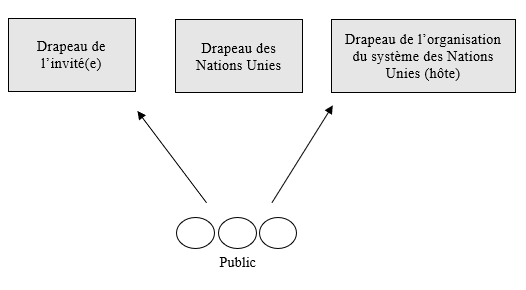 Drapeau de
l'invité(e)
Drapeau des
Nations Unies
Drapeau de l'organisation
du système des Nations
Unies (hôte)
Public